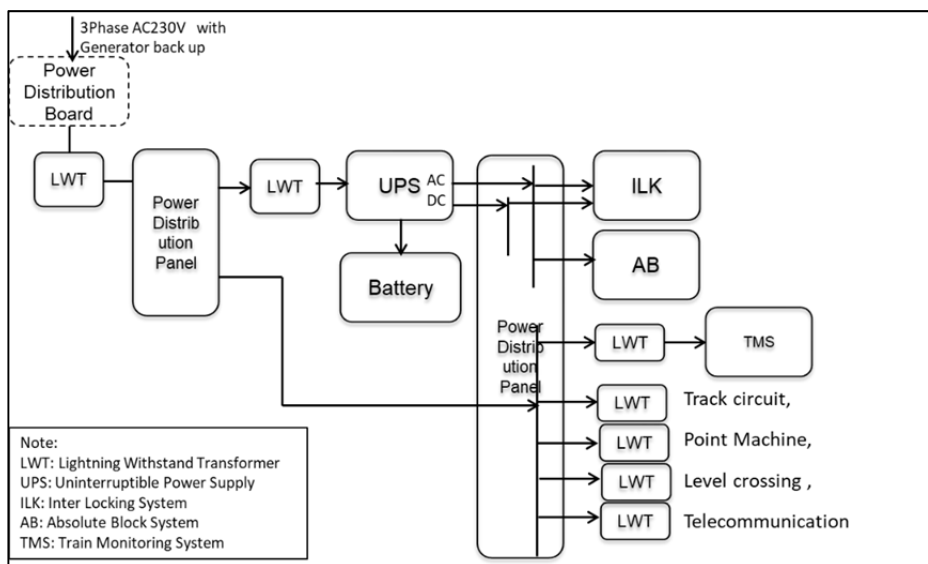 3Phase AC230V with
Generator back up
Power
Distribution
Board
LWT
Power
Distrib
ution
Panel
LWT
UPS
AC
DC
Battery
Power
Distrib
ution
Panel
ILK
AB
LWT
TMS
LWT
Track circuit,
LWT
Point Machine,
LWT
Level crossing ,
LWT
Telecommunication
Note:
LWT: Lightning Withstand Transformer
UPS: Uninterruptible Power Supply
ILK: Inter Locking System
AB: Absolute Block System
TMS: Train Monitoring System